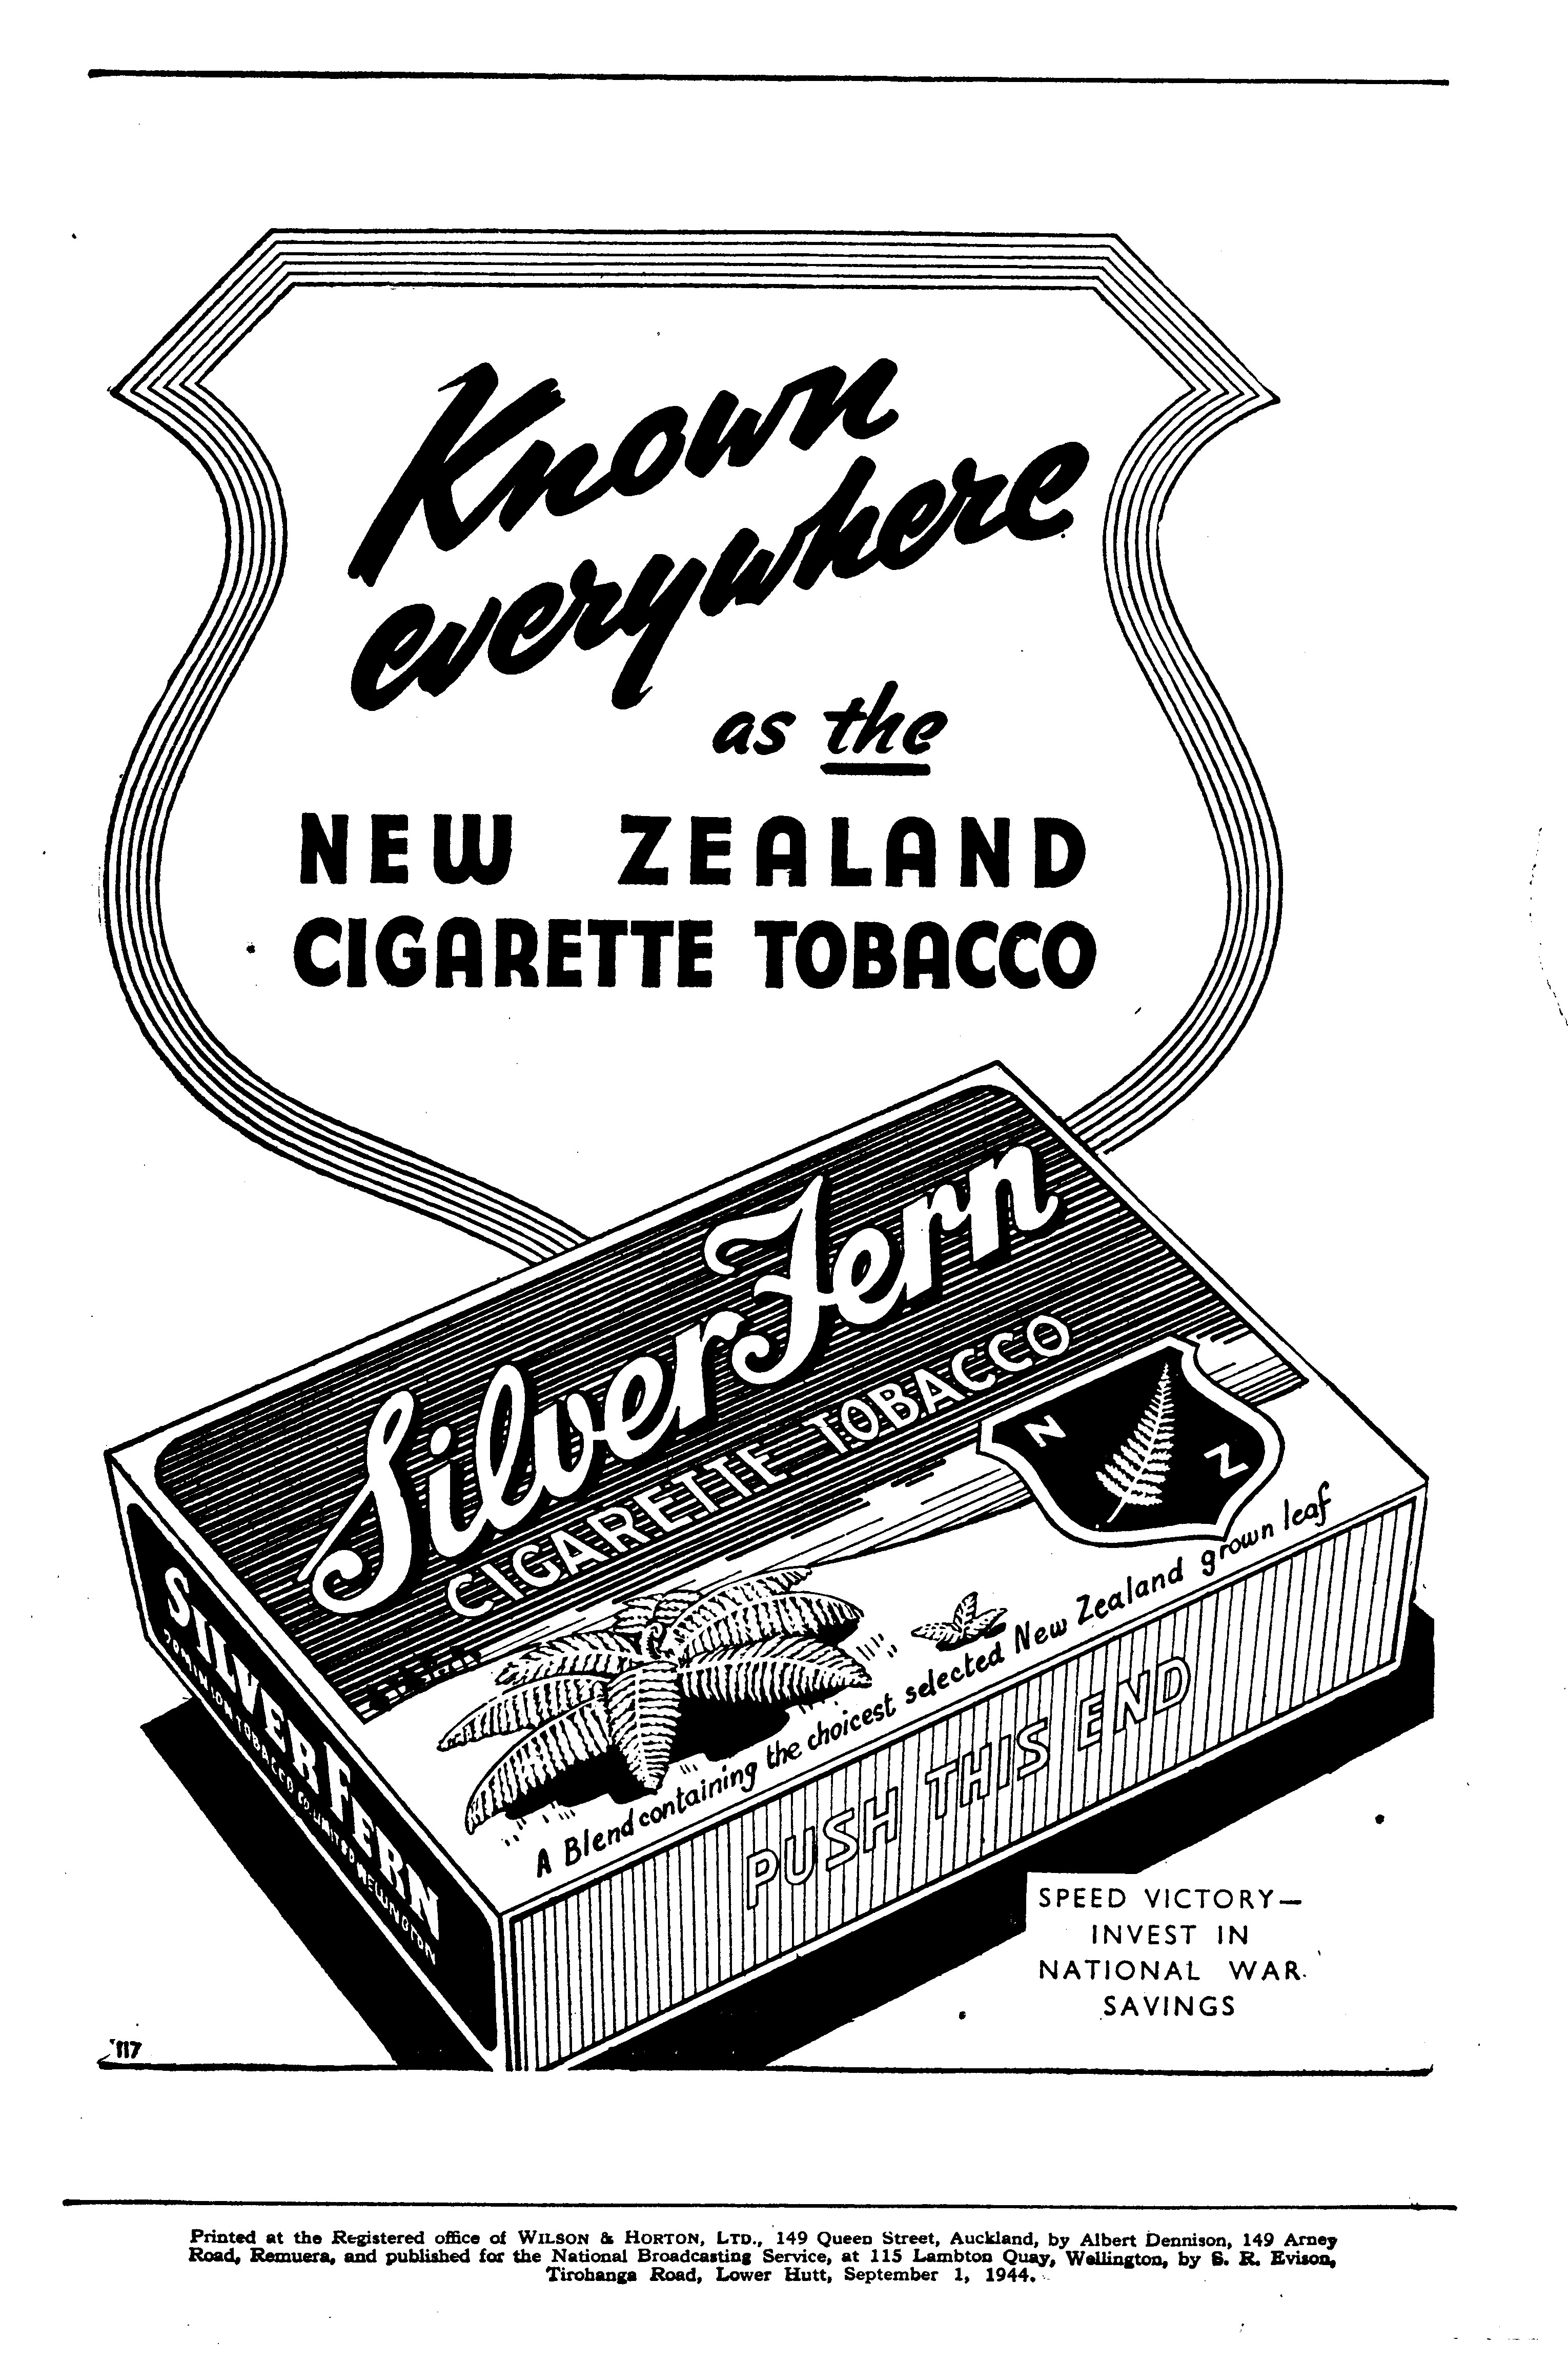 Known
everywhere
as the
NEW ZEALAND
CIGARETTE TOBACCO
Silver Fern
CIGARETTE TOBACCO
N Z
A Blend containing the choicest selected New Zealand grown leaf
PUSH THIS END
SILVER FERN
DOMINION TOBACCO CO. LIMITED WELLINGTON
SPEED VICTORY—
INVEST IN
NATIONAL WAR
SAVINGS
117
Printed at the Registered office of WILSON & HORTON, LTD., 149 Queen Street, Auckland, by Albert Dennison, 149 Arney
Road, Remuera, and published for the National Broadcasting Service, at 115 Lambton Quay, Wellington, by S. R. Evison,
Tirohanga Road, Lower Hutt, September 1, 1944.